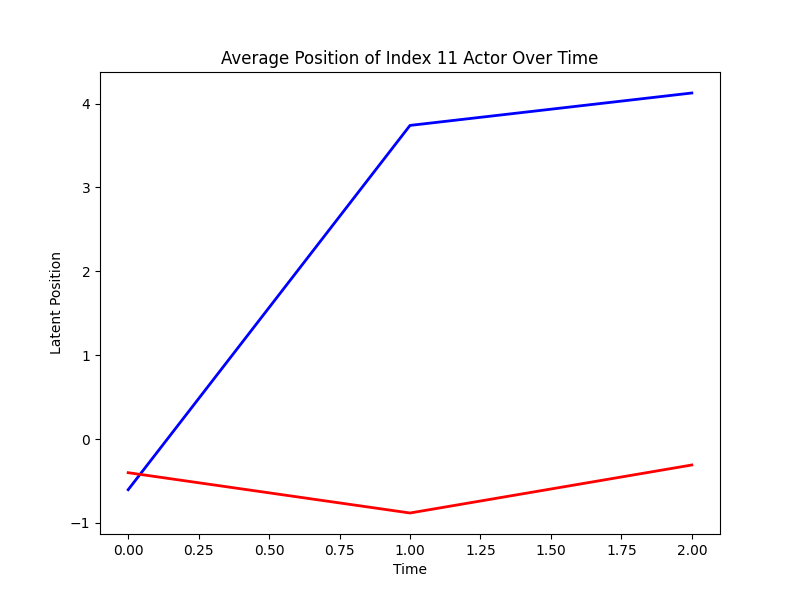 Average Position of Index 11 Actor Over Time
4
3
2
1
0
−1
Latent Position
0.00 0.25 0.50 0.75 1.00 1.25 1.50 1.75 2.00
Time